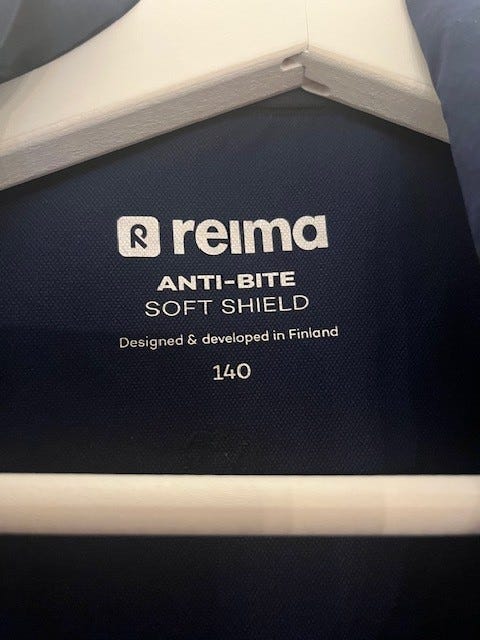 reima
ANTI-BITE
SOFT SHIELD
Designed & developed in Finland
140